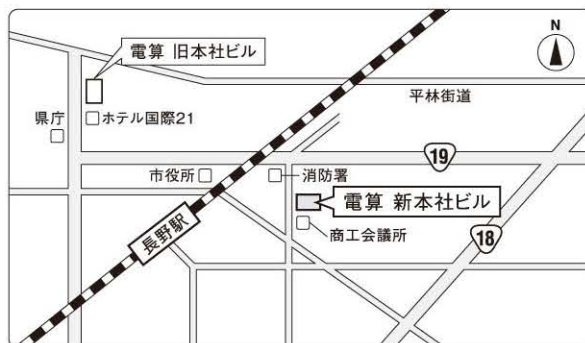 電算 旧本社ビル
N
平林街道
県庁
ホテル国際21
19
市役所
消防署
電算 新本社ビル
長野駅
商工会議所
18